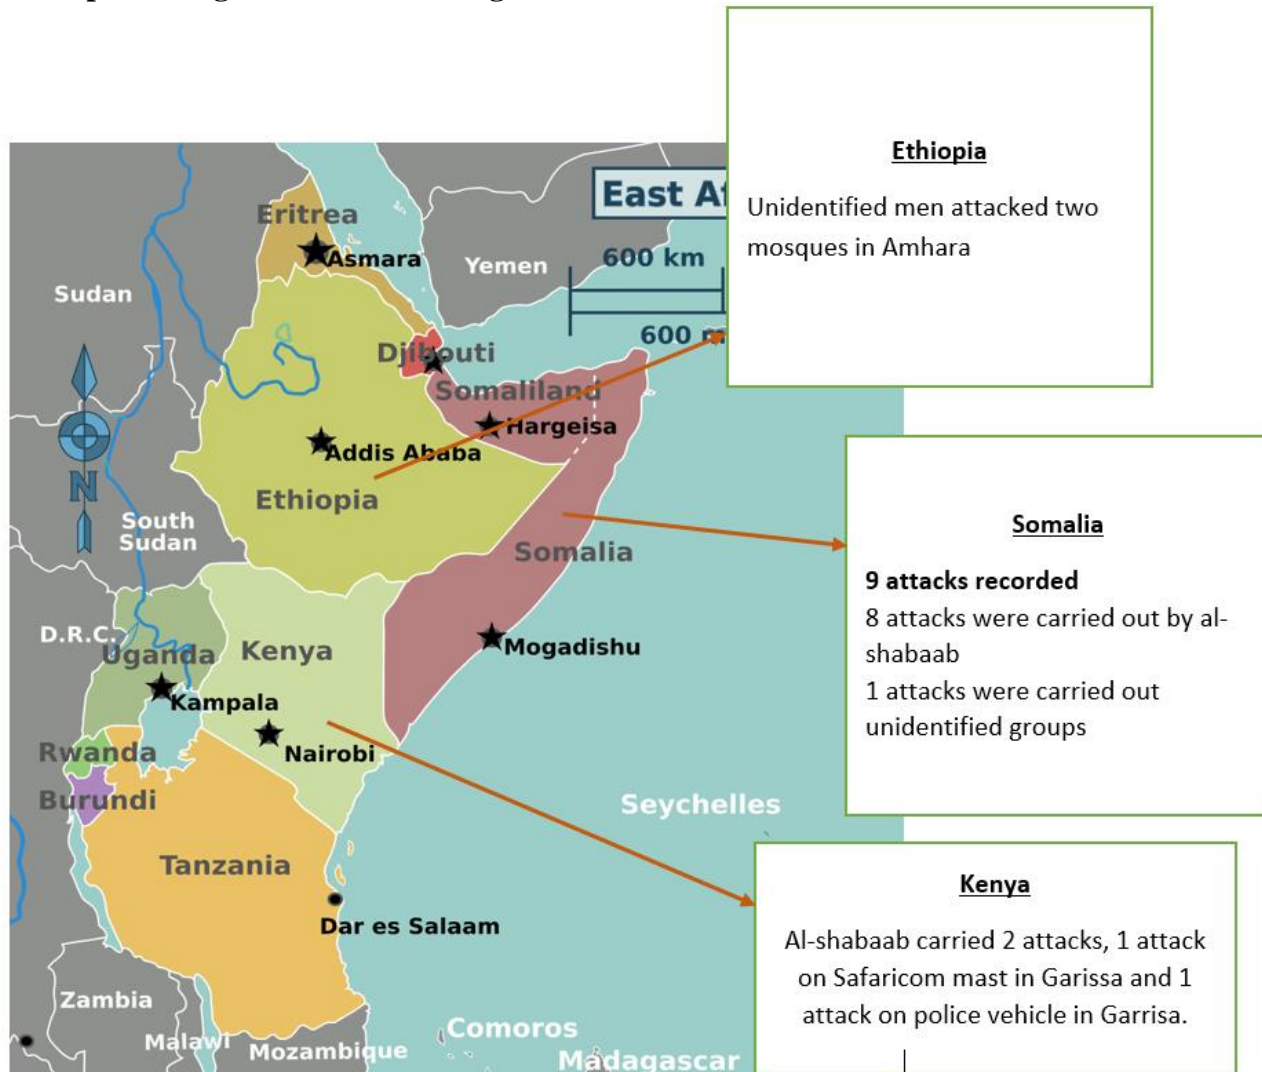 Ethiopia
Unidentified men attacked two
mosques in Amhara
East Af
600 km
600 m
Eritrea
Asmara
Yemen
Sudan
Djibouti
Somaliland
Hargeisa
Addis Ababa
N
Ethiopia
South
Sudan
Somalia
Somalia
9 attacks recorded
8 attacks were carried out by al-
shabaab
1 attacks were carried out
unidentified groups
D.R.C.
Uganda
Kenya
Mogadishu
Kampala
Nairobi
Rwanda
Burundi
Seychelles
Tanzania
Dar es Salaam
Kenya
Al-shabaab carried 2 attacks, 1 attack
on Safaricom mast in Garissa and 1
attack on police vehicle in Garrisa.
Zambia
Malawi
Mozambique
Comoros
Madagascar